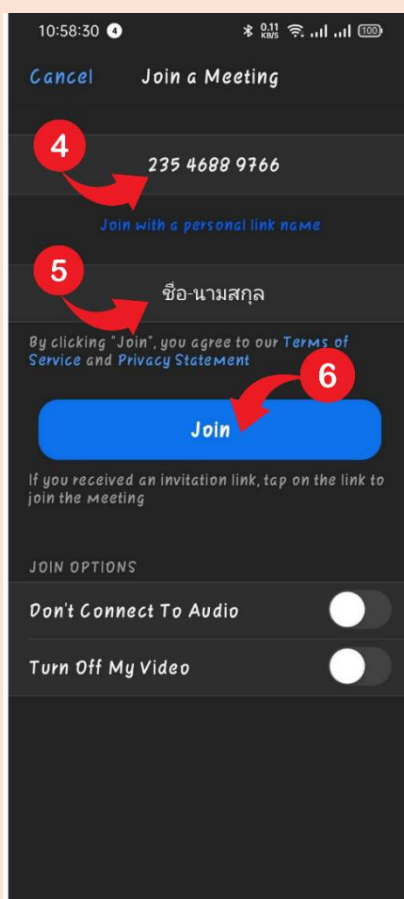 10:58:30 4 0.11 KB/S 100
Cancel Join a Meeting
4
235 4688 9766
Join with a personal link name
5
ชื่อ-นามสกุล
By clicking "Join", you agree to our Terms of
Service and Privacy Statement
6
Join
If you received an invitation link, tap on the link to
join the meeting
JOIN OPTIONS
Don't Connect To Audio
Turn Off My Video